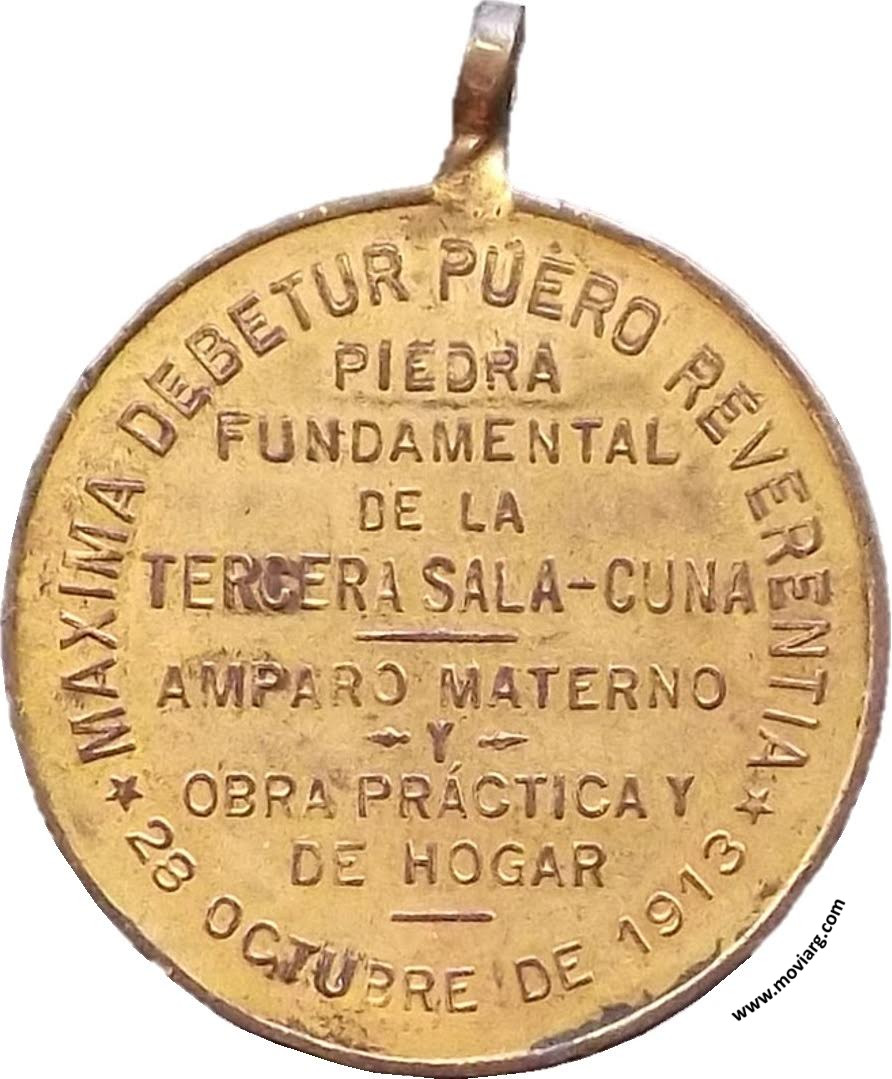 MAXIMA DEBETUR PUERO REVERENTIA
PIEDRA
FUNDAMENTAL
DE LA
TERCERA SALA-CUNA
AMPARO MATERNO
Y
OBRA PRÁCTICA Y
DE HOGAR
★ 28 OCTUBRE DE 1913 ★
www.moviarg.com